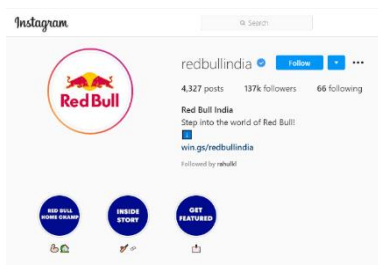 Instagram
Search
redbullindia
Follow
4,327 posts 137k followers 66 following
Red Bull India
Step into the world of Red Bull!
win.gs/redbullindia
Followed by rahulkl
Red Bull
RED BULL
HOME CHAMP
INSIDE
STORY
GET
FEATURED